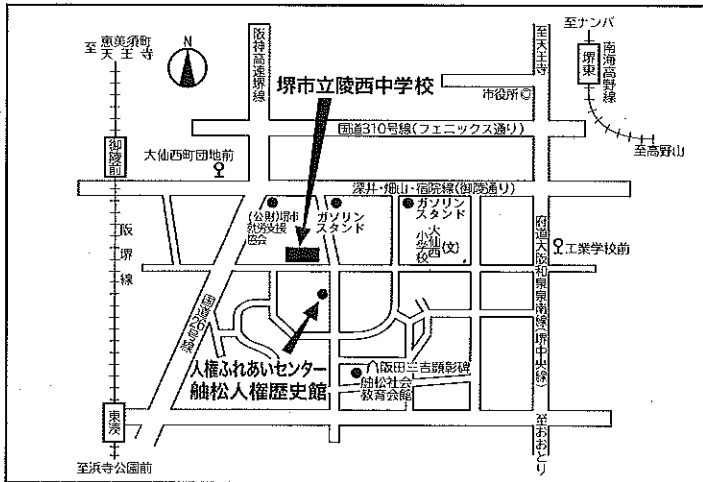 至ナンバ
恵美須町
至
天王寺
N
阪神高速堺線
至天王寺
堺東
南海高野線
堺市立陵西中学校
市役所◎
国道310号線(フェニックス通り)
至高野山
御陵前
大仙西町団地前
深井・畑山・宿院線(御陵通り)
(公財)堺市
就労支援
協会
ガソリン
スタンド
ガソリン
スタンド
大仙西
小学校
(文)
工業学校前
阪堺線
国道26号線
府道大阪和泉泉南線(堺中央線)
人権ふれあいセンター
舳松人権歴史館
阪田三吉顕彰碑
舳松社会
教育会館
東湊
至浜寺公園前
至おおとり